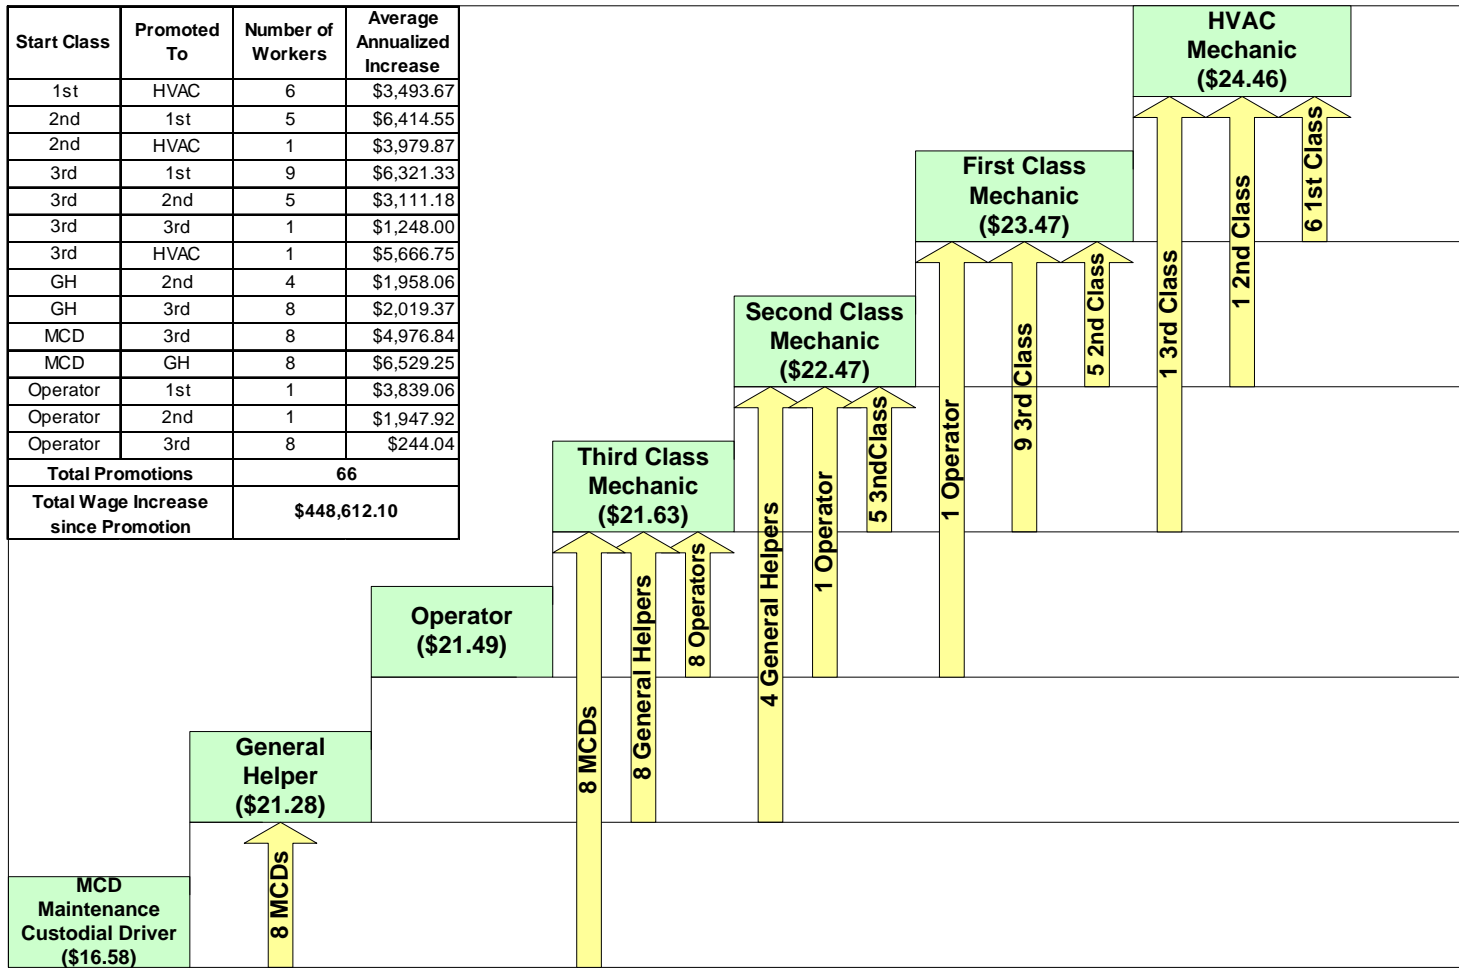 Start Class Promoted To Number of Workers Average Annualized Increase
1st HVAC 6 $3,493.67
2nd 1st 5 $6,414.55
2nd HVAC 1 $3,979.87
3rd 1st 9 $6,321.33
3rd 2nd 5 $3,111.18
3rd 3rd 1 $1,248.00
3rd HVAC 1 $5,666.75
GH 2nd 4 $1,958.06
GH 3rd 8 $2,019.37
MCD 3rd 8 $4,976.84
MCD GH 8 $6,529.25
Operator 1st 1 $3,839.06
Operator 2nd 1 $1,947.92
Operator 3rd 8 $244.04
Total Promotions 66
Total Wage Increase
since Promotion
$448,612.10
HVAC
Mechanic
($24.46)
1 3rd Class
1 2nd Class
6 1st Class
First Class
Mechanic
($23.47)
1 Operator
9 3rd Class
5 2nd Class
Second Class
Mechanic
($22.47)
4 General Helpers
1 Operator
5 3ndClass
Third Class
Mechanic
($21.63)
8 MCDs
8 General Helpers
8 Operators
Operator
($21.49)
General
Helper
($21.28)
8 MCDs
MCD
Maintenance
Custodial Driver
($16.58)